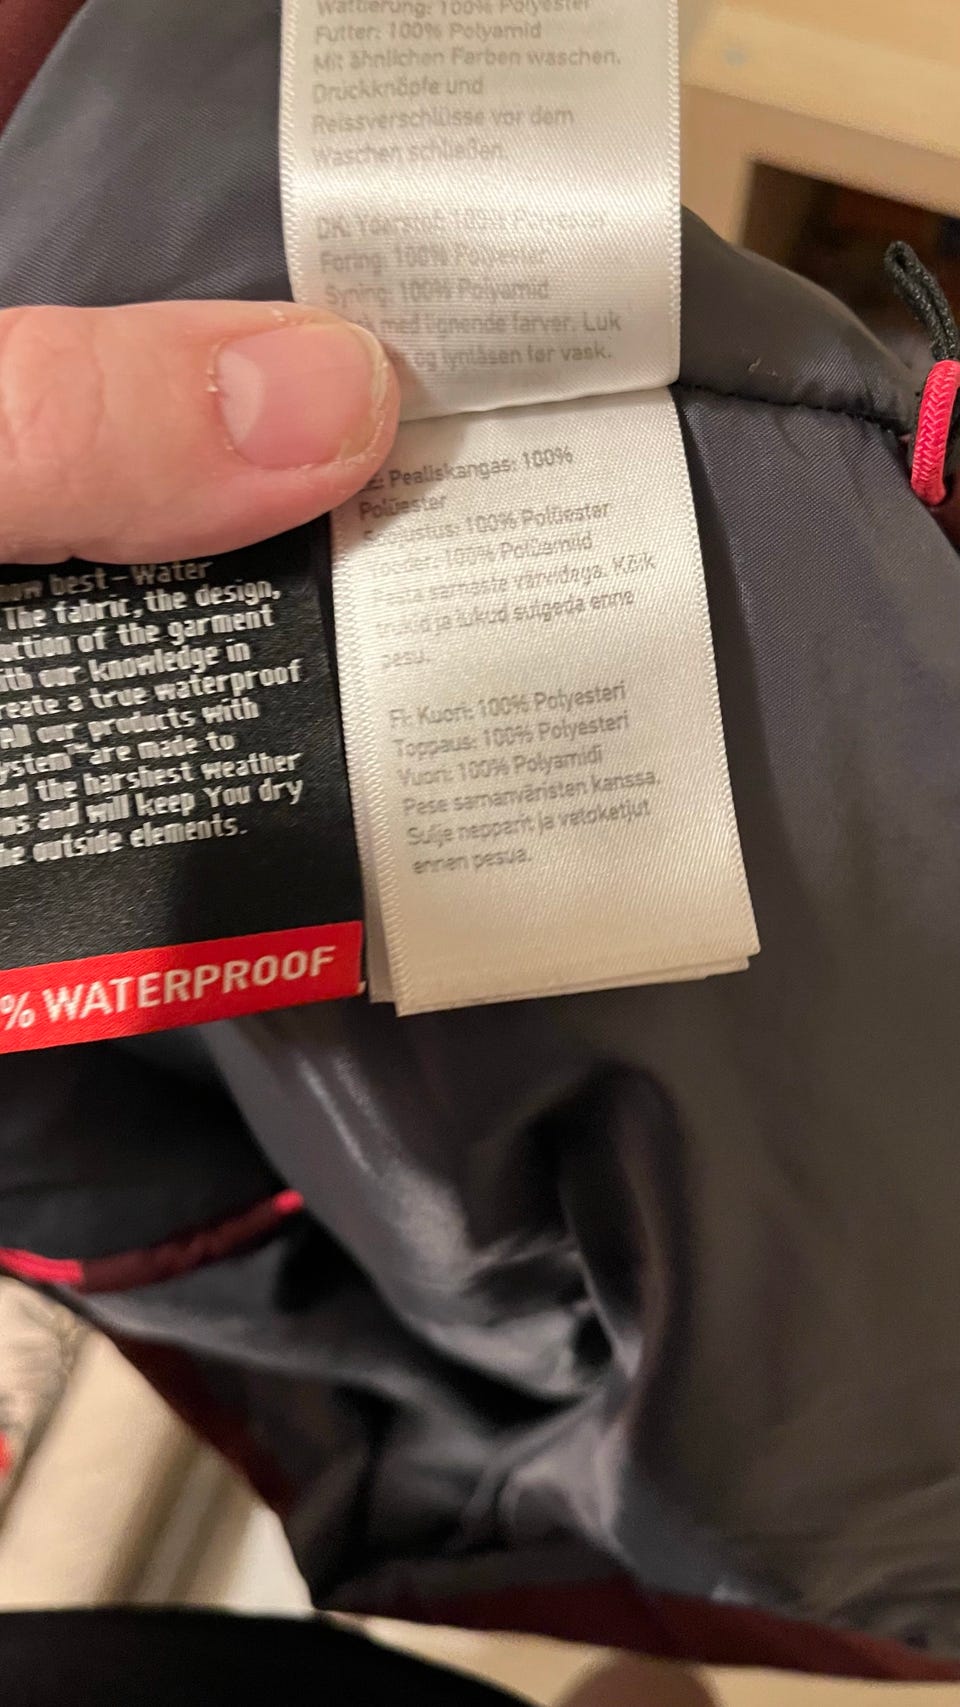 Wattierung: 100% Polyester
Futter: 100% Polyamid
Mit ähnlichen Farben waschen.
Druckknöpfe und
Reissverschlüsse vor dem
Waschen schließen.
DK: Yderstof: 100% Polyester
Foring: 100% Polyester
Syning: 100% Polyamid
med lignende farver. Luk
og lynlåsen før vask.
Pealiskangas: 100%
Polüester
Soojustus: 100% Polüester
Vooder: 100% Polüamiid
Pesta sarnaste värvidega. Kõik
trukid ja lukud sulgeda enne
pesu.
FI: Kuori: 100% Polyesteri
Toppaus: 100% Polyesteri
Vuori: 100% Polyamidi
Pese samanväristen kanssa.
Sulje nepparit ja vetoketjut
ennen pesua.
best – Water
The fabric, the design,
of the garment
our knowledge in
a true waterproof
All our products with
are made to
the harshest weather
and will keep You dry
outside elements.
% WATERPROOF